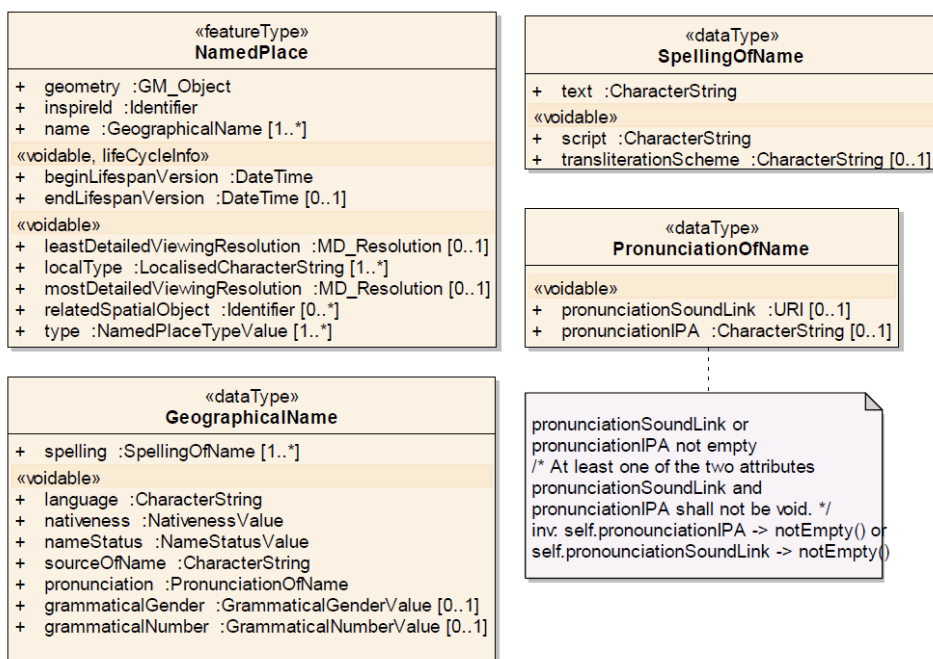 «featureType»
NamedPlace
+ geometry :GM_Object
+ inspireId :Identifier
+ name :GeographicalName [1..*]
«voidable, lifeCycleInfo»
+ beginLifespanVersion :DateTime
+ endLifespanVersion :DateTime [0..1]
«voidable»
+ leastDetailedViewingResolution :MD_Resolution [0..1]
+ localType :LocalisedCharacterString [1..*]
+ mostDetailedViewingResolution :MD_Resolution [0..1]
+ relatedSpatialObject :Identifier [0..*]
+ type :NamedPlaceTypeValue [1..*]
«dataType»
GeographicalName
+ spelling :SpellingOfName [1..*]
«voidable»
+ language :CharacterString
+ nativeness :NativenessValue
+ nameStatus :NameStatusValue
+ sourceOfName :CharacterString
+ pronunciation :PronunciationOfName
+ grammaticalGender :GrammaticalGenderValue [0..1]
+ grammaticalNumber :GrammaticalNumberValue [0..1]
«dataType»
SpellingOfName
+ text :CharacterString
«voidable»
+ script :CharacterString
+ transliterationScheme :CharacterString [0..1]
«dataType»
PronunciationOfName
«voidable»
+ pronunciationSoundLink :URI [0..1]
+ pronunciationIPA :CharacterString [0..1]
pronunciationSoundLink or
pronunciationIPA not empty
/* At least one of the two attributes
pronunciationSoundLink and
pronunciationIPA shall not be void. */
inv: self.pronounciationIPA -> notEmpty() or
self.pronounciationSoundLink -> notEmpty()